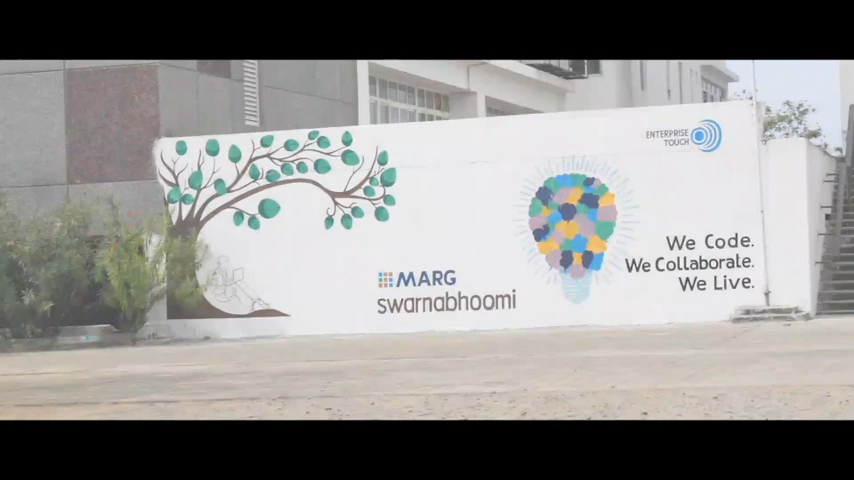 ENTERPRISE
TOUCH
We Code.
We Collaborate.
We Live.
MARG
swarnabhoomi